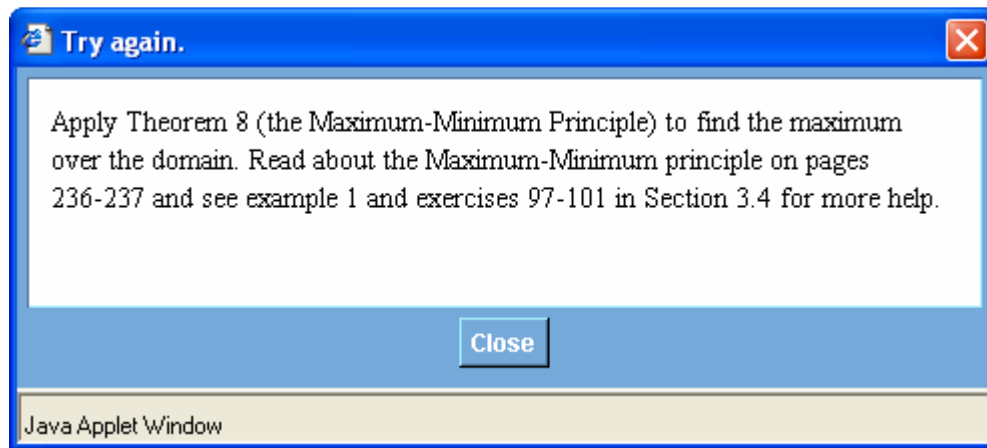 Try again.
Apply Theorem 8 (the Maximum-Minimum Principle) to find the maximum
over the domain. Read about the Maximum-Minimum principle on pages
236-237 and see example 1 and exercises 97-101 in Section 3.4 for more help.
Close
Java Applet Window